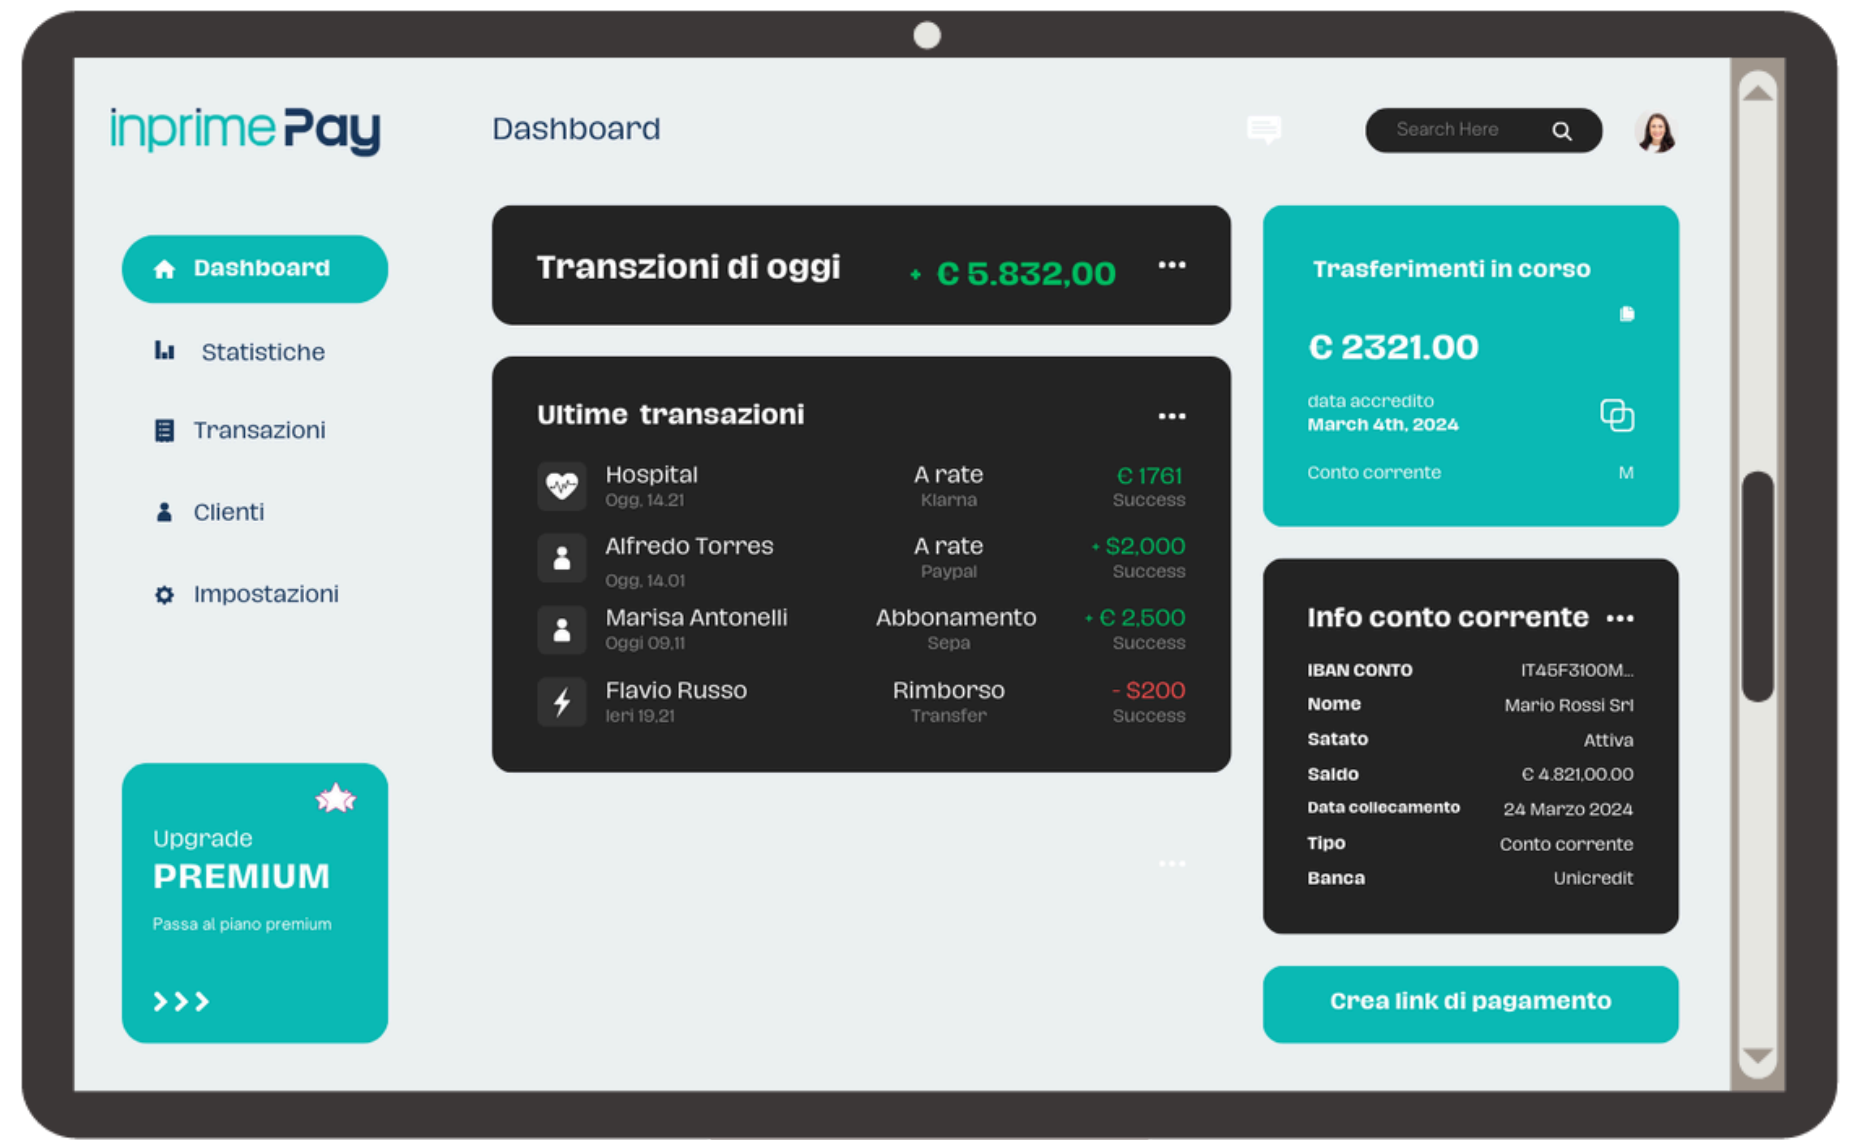 inprime Pay
Dashboard
Search Here
Dashboard
Statistiche
Transazioni
Clienti
Impostazioni
Upgrade
PREMIUM
Passa al piano premium
Transzioni di oggi + € 5.832,00
Ultime transazioni
Hospital A rate € 1761
Ogg, 14.21 Klarna Success
Alfredo Torres A rate + $2,000
Ogg, 14.01 Paypal Success
Marisa Antonelli Abbonamento + € 2,500
Oggi 09,11 Sepa Success
Flavio Russo Rimborso - $200
Ieri 19,21 Transfer Success
Trasferimenti in corso
€ 2321.00
data accredito
March 4th, 2024
Conto corrente M
Info conto corrente
IBAN CONTO IT45F3100M...
Nome Mario Rossi Srl
Satato Attiva
Saldo € 4.821,00.00
Data collecamento 24 Marzo 2024
Tipo Conto corrente
Banca Unicredit
Crea link di pagamento